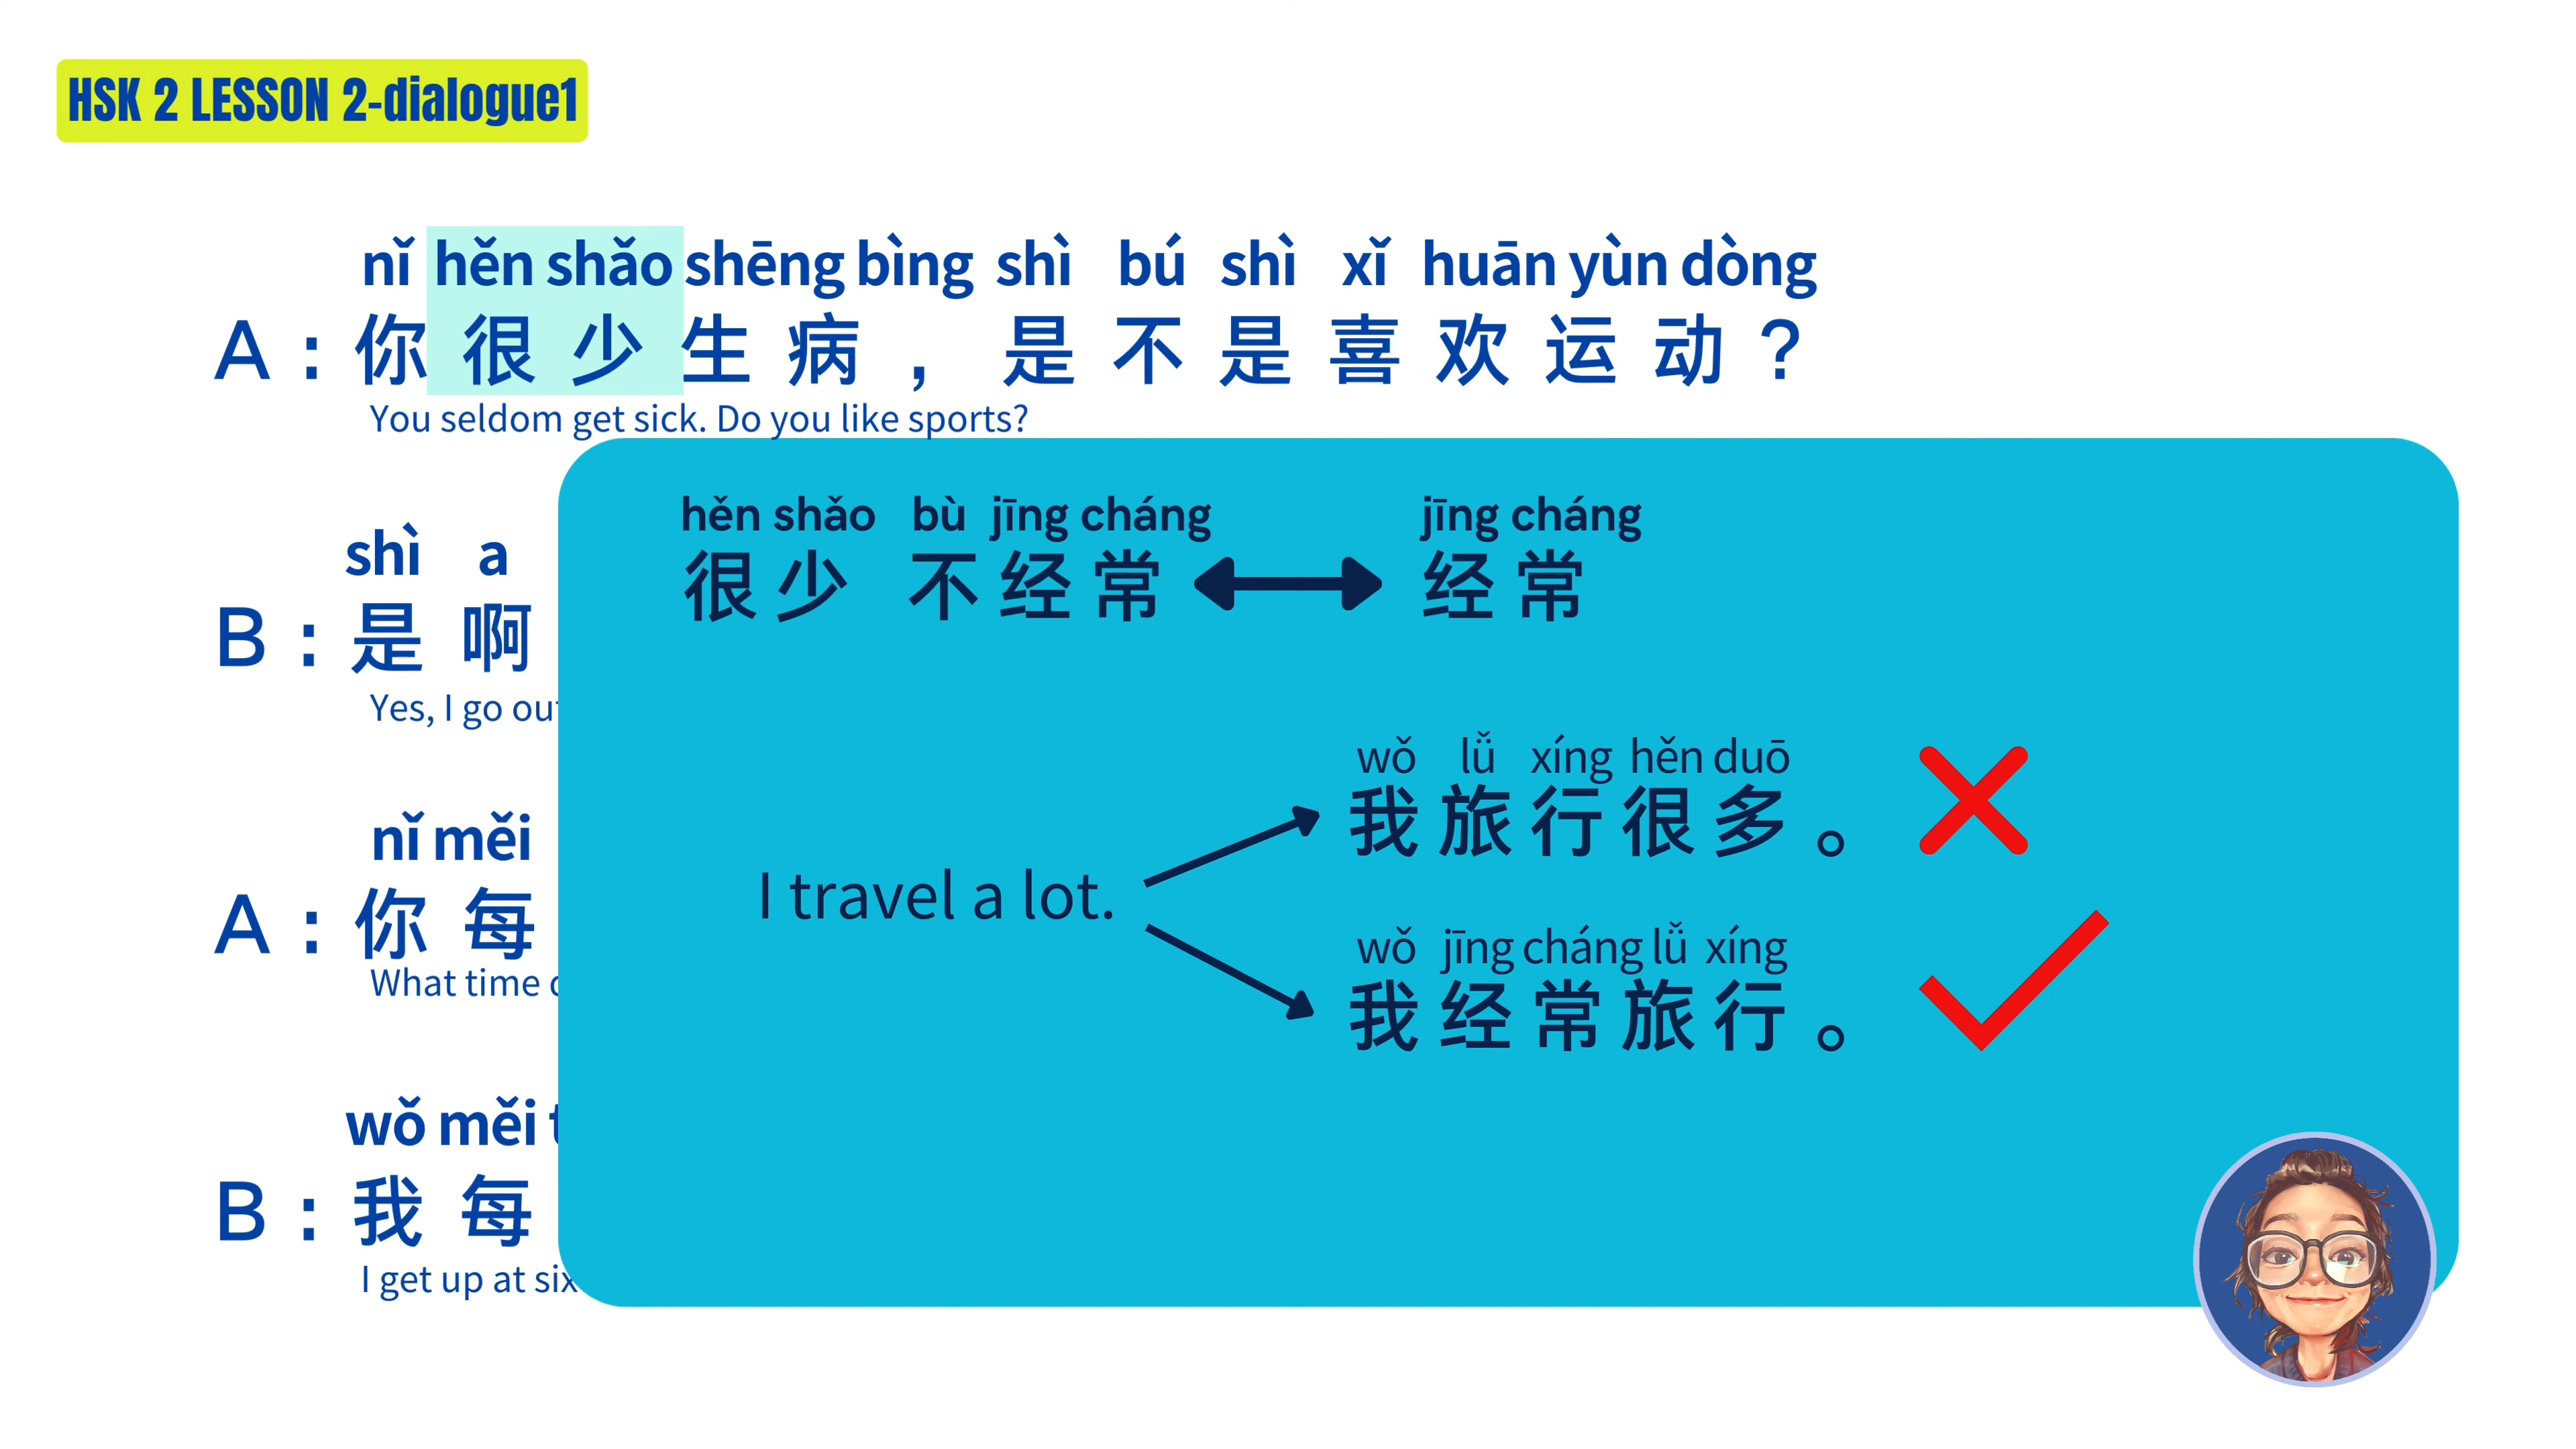 HSK 2 LESSON 2-dialogue1
nǐ hěn shǎo shēng bìng shì bú shì xǐ huān yùn dòng
A：你很少生病，是不是喜欢运动？
You seldom get sick. Do you like sports?
shì a
B：是啊
Yes, I go
nǐ měi
A：你每
What time
wǒ měi
B：我每
I get up at six
hěn shǎo bù jīng cháng jīng cháng
很少 不经常 经常
wǒ lǚ xíng hěn duō
我旅行很多。
I travel a lot.
wǒ jīng cháng lǚ xíng
我经常旅行。